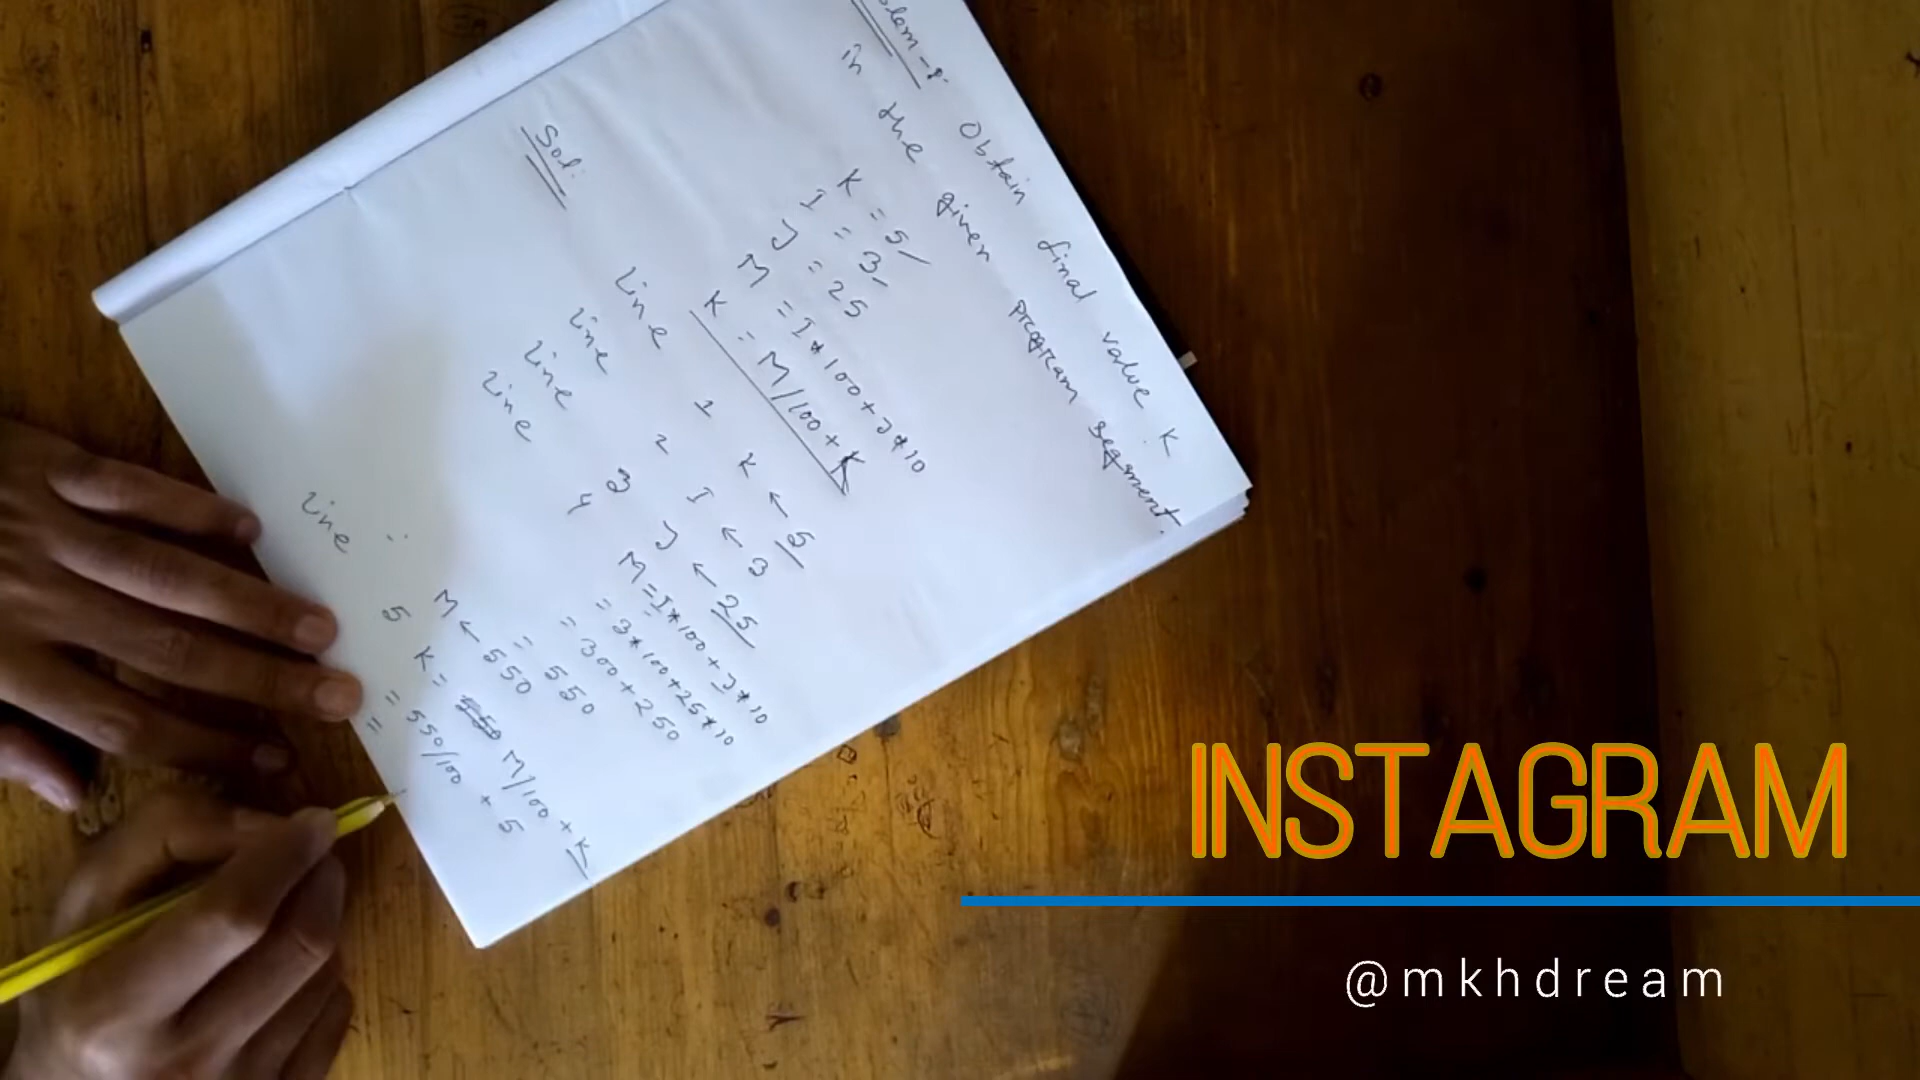 Obtain final value K
in the given program segment.
K = 5
I = 3
J = 25
M = I*100+J*10
K = M/100+K
Sol:
Line 1 K ← 5
Line 2 I ← 3
Line 3 J ← 25
Line 4 M = I*100+J*10
= 3*100+25*10
= 300+250
= 550
M ← 550
Line 5 K = M/100+K
= 550/100 + 5
=
INSTAGRAM
@mkhdream